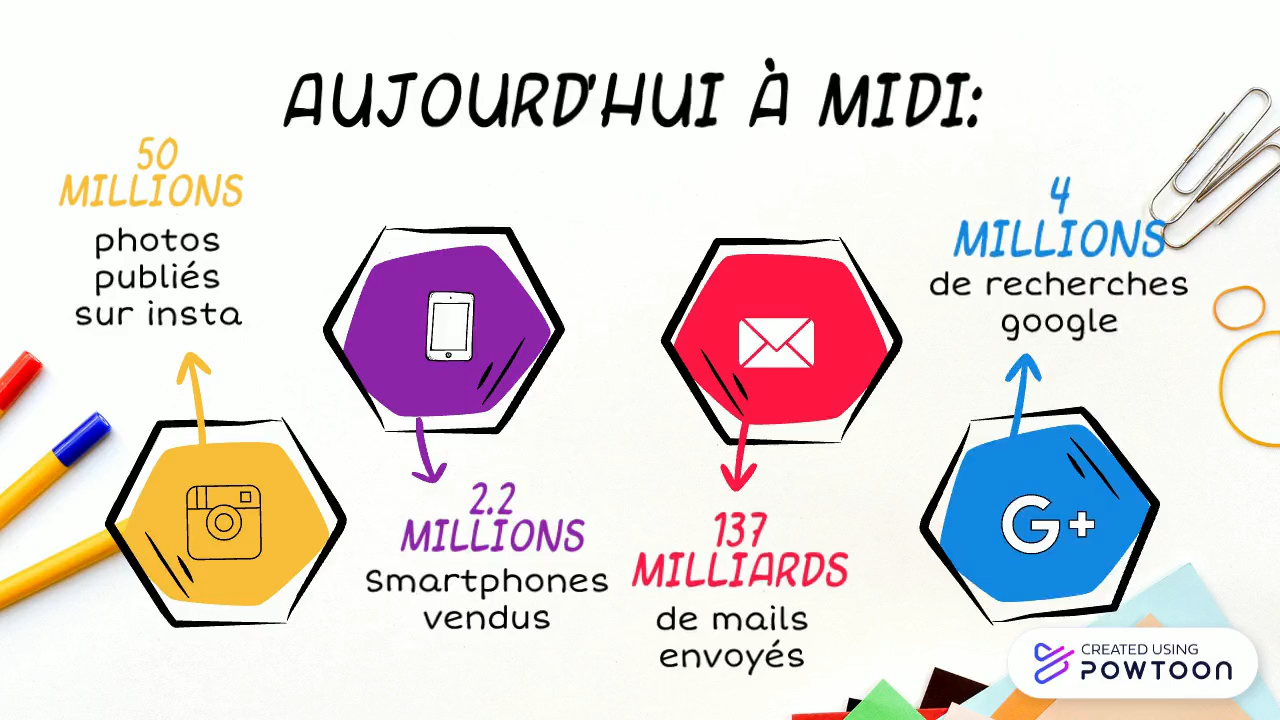 AUJOURD'HUI À MIDI:
50
MILLIONS
photos
publiés
sur insta
2.2
MILLIONS
Smartphones
vendus
137
MILLIARDS
de mails
envoyés
4
MILLIONS
de recherches
google
G+
CREATED USING
POWTOON